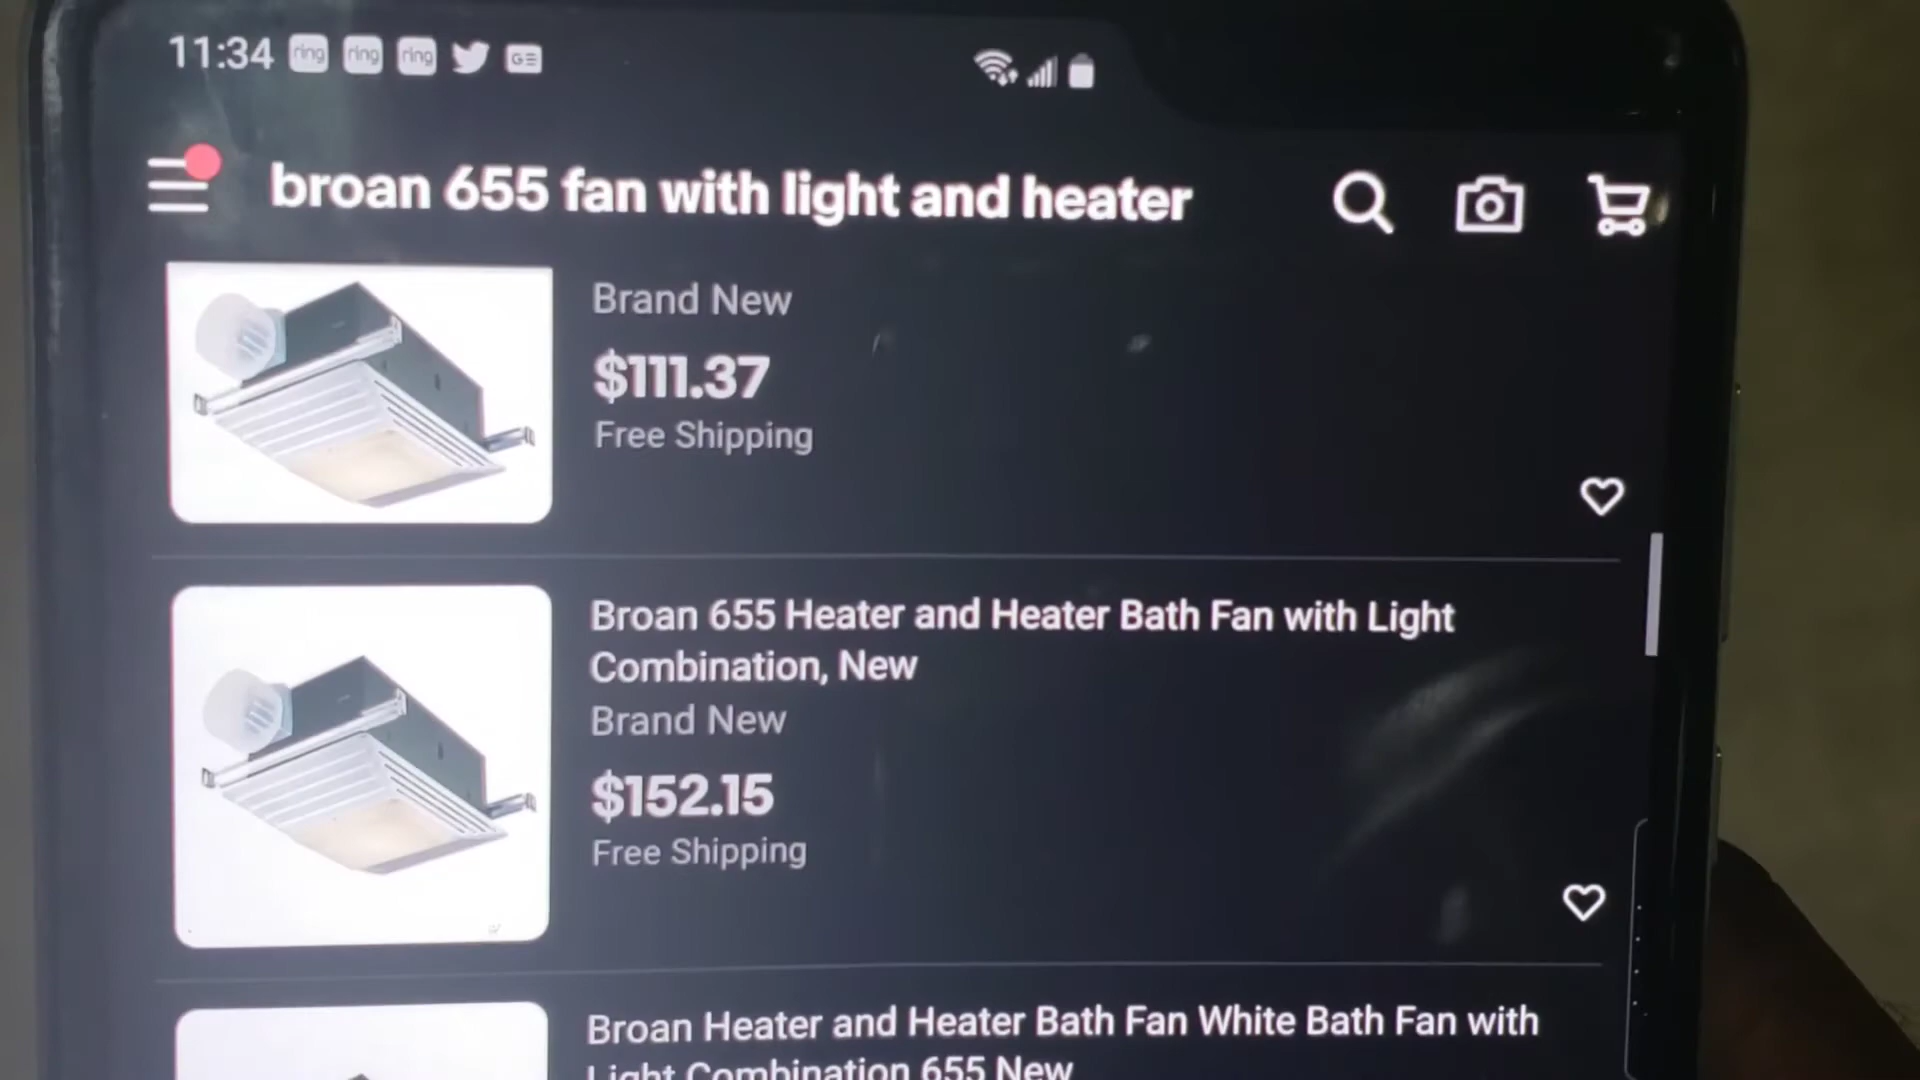 11:34 ring ring ring GE
broan 655 fan with light and heater
Brand New
$111.37
Free Shipping
Broan 655 Heater and Heater Bath Fan with Light
Combination, New
Brand New
$152.15
Free Shipping
Broan Heater and Heater Bath Fan White Bath Fan with
Light Combination 655 New